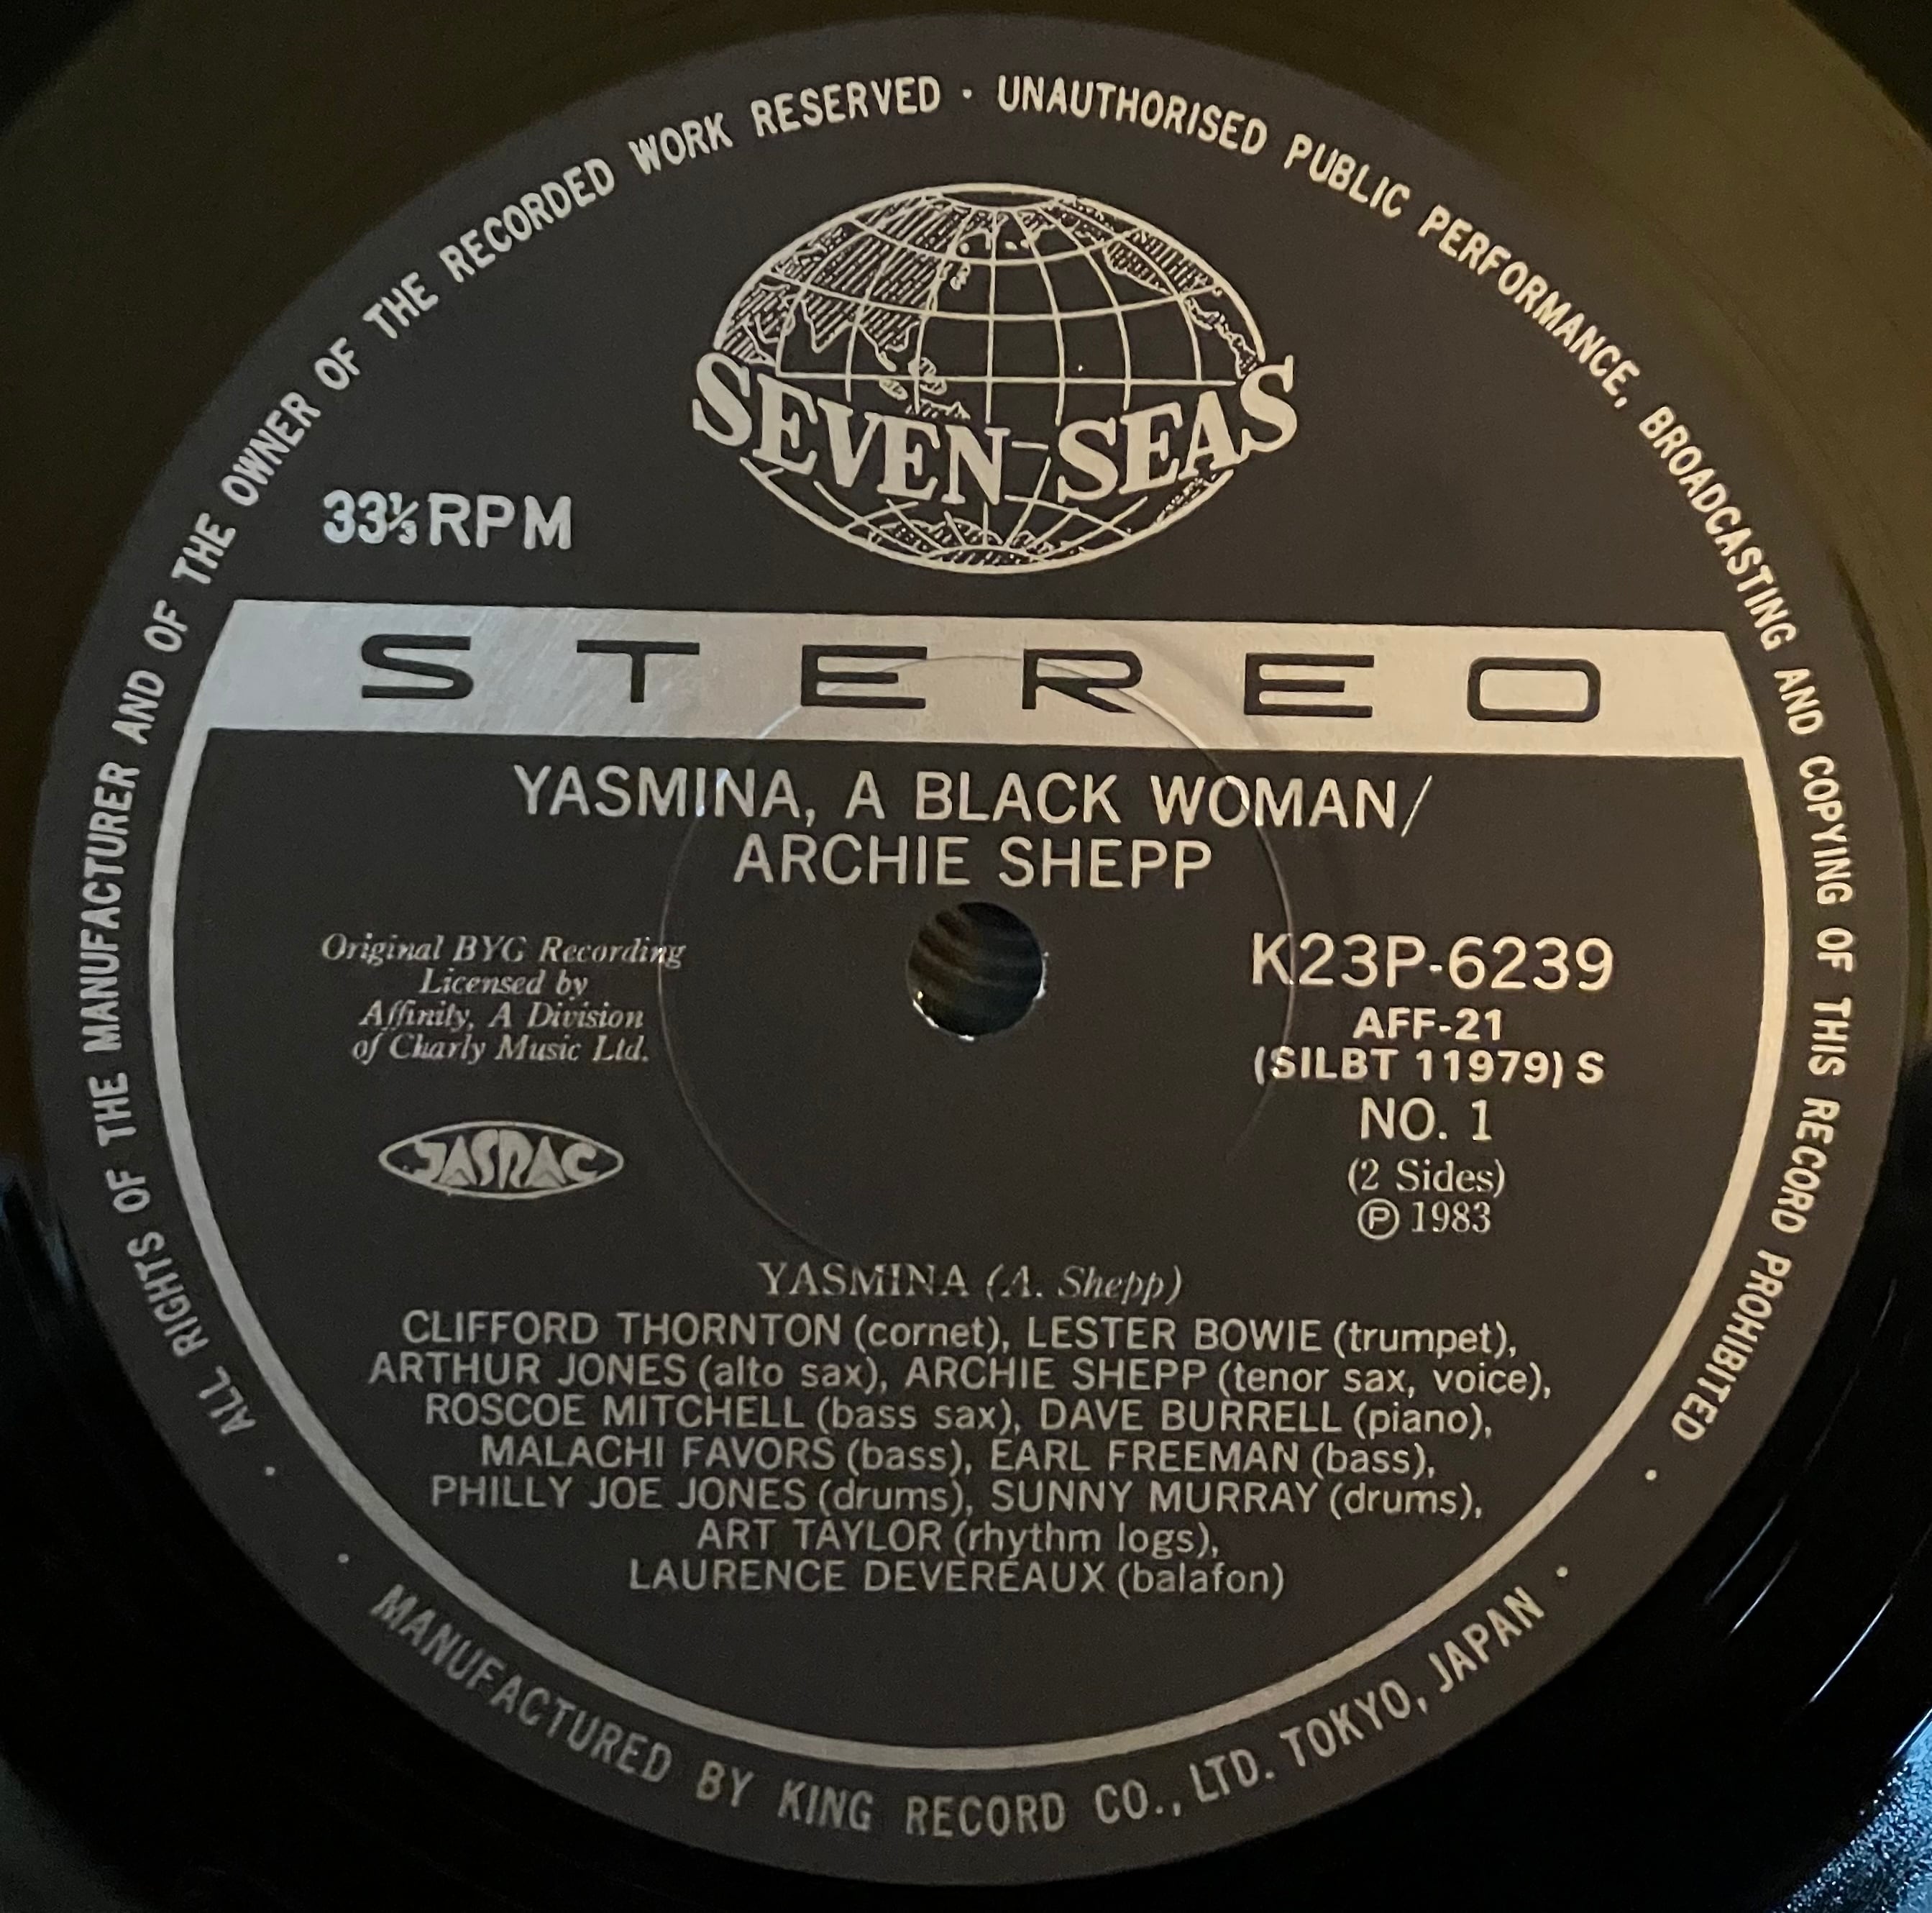 ALL RIGHTS OF THE MANUFACTURER AND OF THE OWNER OF THE RECORDED WORK RESERVED · UNAUTHORISED PUBLIC PERFORMANCE, BROADCASTING AND COPYING OF THIS RECORD PROHIBITED ·
SEVEN SEAS
33⅓ RPM
STEREO
YASMINA, A BLACK WOMAN/
ARCHIE SHEPP
Original BYG Recording
Licensed by
Affinity, A Division
of Charly Music Ltd.
JASRAC
K23P-6239
AFF-21
(SILBT 11979) S
NO. 1
(2 Sides)
℗ 1983
YASMINA (A. Shepp)
CLIFFORD THORNTON (cornet), LESTER BOWIE (trumpet),
ARTHUR JONES (alto sax), ARCHIE SHEPP (tenor sax, voice),
ROSCOE MITCHELL (bass sax), DAVE BURRELL (piano),
MALACHI FAVORS (bass), EARL FREEMAN (bass),
PHILLY JOE JONES (drums), SUNNY MURRAY (drums),
ART TAYLOR (rhythm logs),
LAURENCE DEVEREAUX (balafon)
· MANUFACTURED BY KING RECORD CO., LTD. TOKYO, JAPAN ·